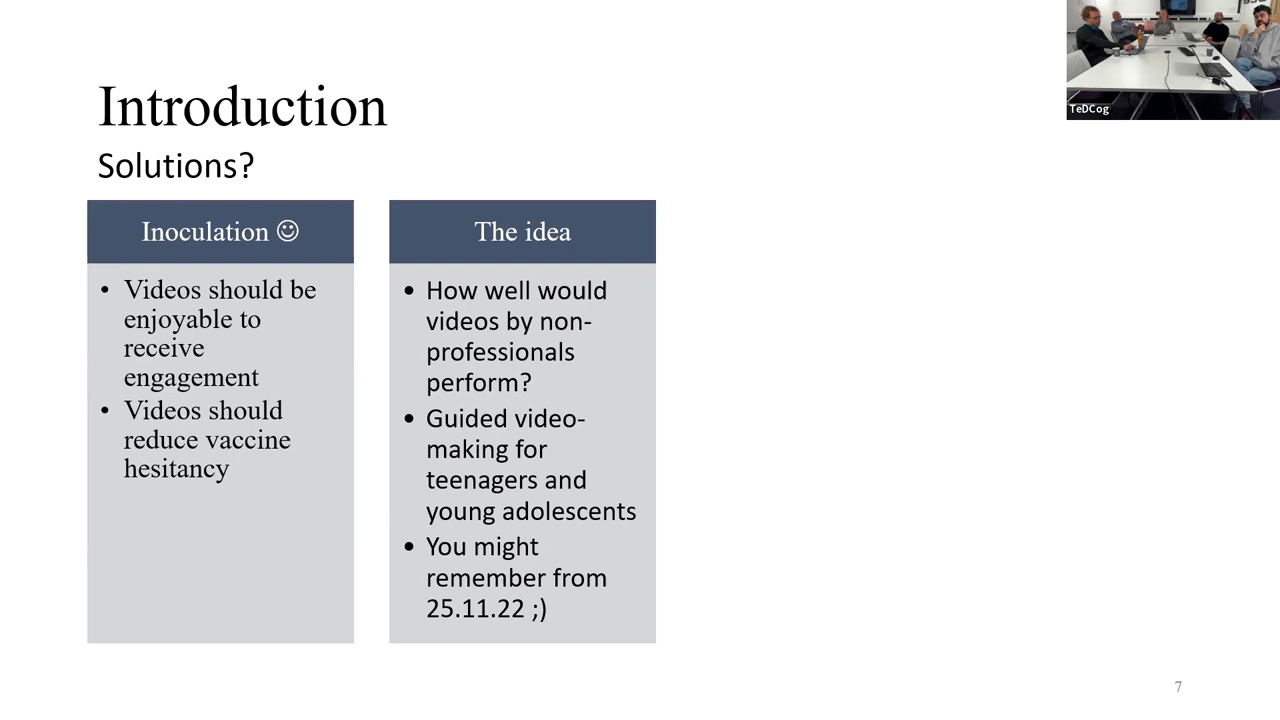 TeDCog
Introduction
Solutions?
Inoculation ☺
• Videos should be
enjoyable to
receive
engagement
• Videos should
reduce vaccine
hesitancy
The idea
• How well would
videos by non-
professionals
perform?
• Guided video-
making for
teenagers and
young adolescents
• You might
remember from
25.11.22 ;)
7